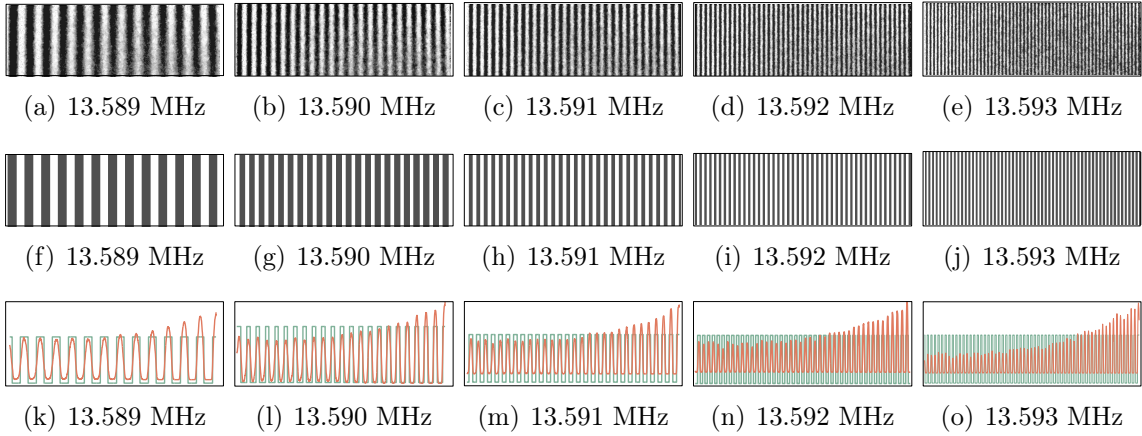 (a) 13.589 MHz (b) 13.590 MHz (c) 13.591 MHz (d) 13.592 MHz (e) 13.593 MHz
(f) 13.589 MHz (g) 13.590 MHz (h) 13.591 MHz (i) 13.592 MHz (j) 13.593 MHz
(k) 13.589 MHz (l) 13.590 MHz (m) 13.591 MHz (n) 13.592 MHz (o) 13.593 MHz